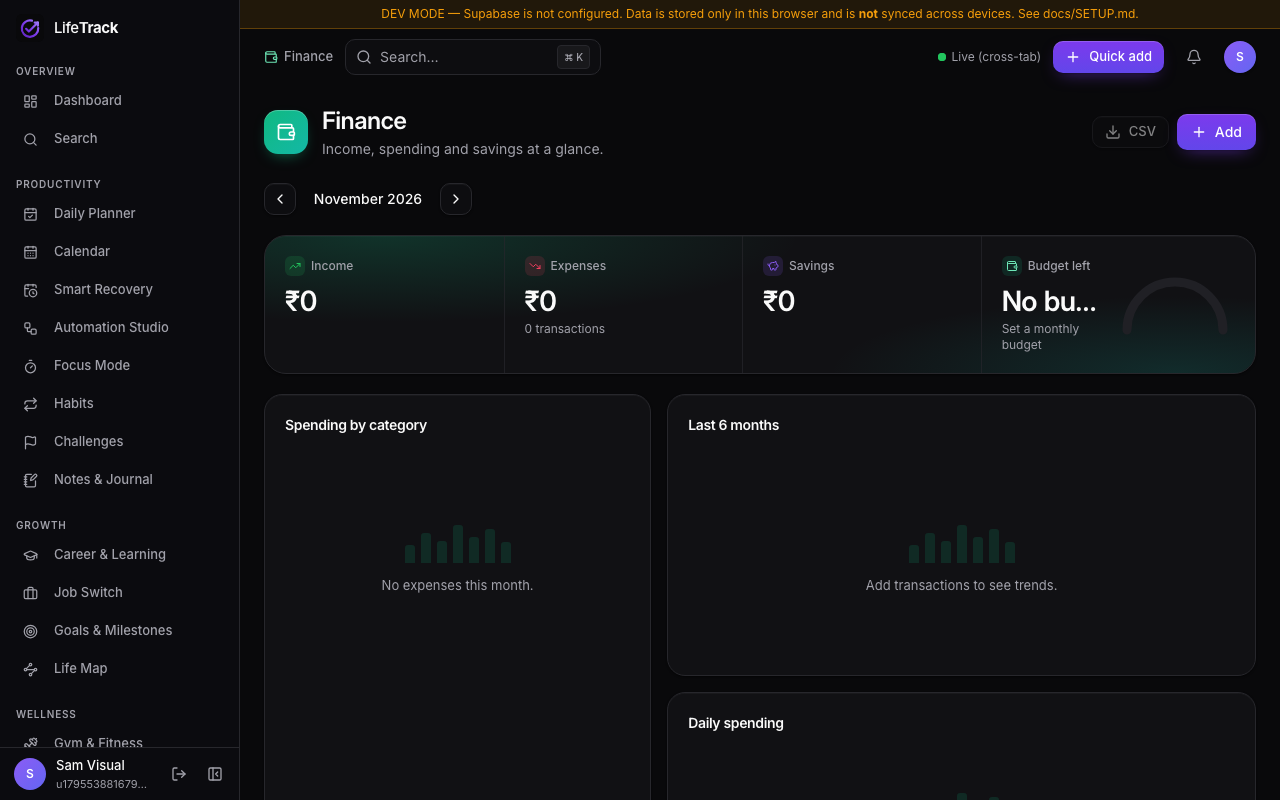 LifeTrack
OVERVIEW
Dashboard
Search
PRODUCTIVITY
Daily Planner
Calendar
Smart Recovery
Automation Studio
Focus Mode
Habits
Challenges
Notes & Journal
GROWTH
Career & Learning
Job Switch
Goals & Milestones
Life Map
WELLNESS
Gym & Fitness
S
Sam Visual
u179553881679...
DEV MODE — Supabase is not configured. Data is stored only in this browser and is not synced across devices. See docs/SETUP.md.
Finance
Search...
⌘ K
Live (cross-tab)
Quick add
S
Finance
Income, spending and savings at a glance.
CSV
Add
November 2026
Income
₹0
Expenses
₹0
0 transactions
Savings
₹0
Budget left
No bu...
Set a monthly
budget
Spending by category
No expenses this month.
Last 6 months
Add transactions to see trends.
Daily spending